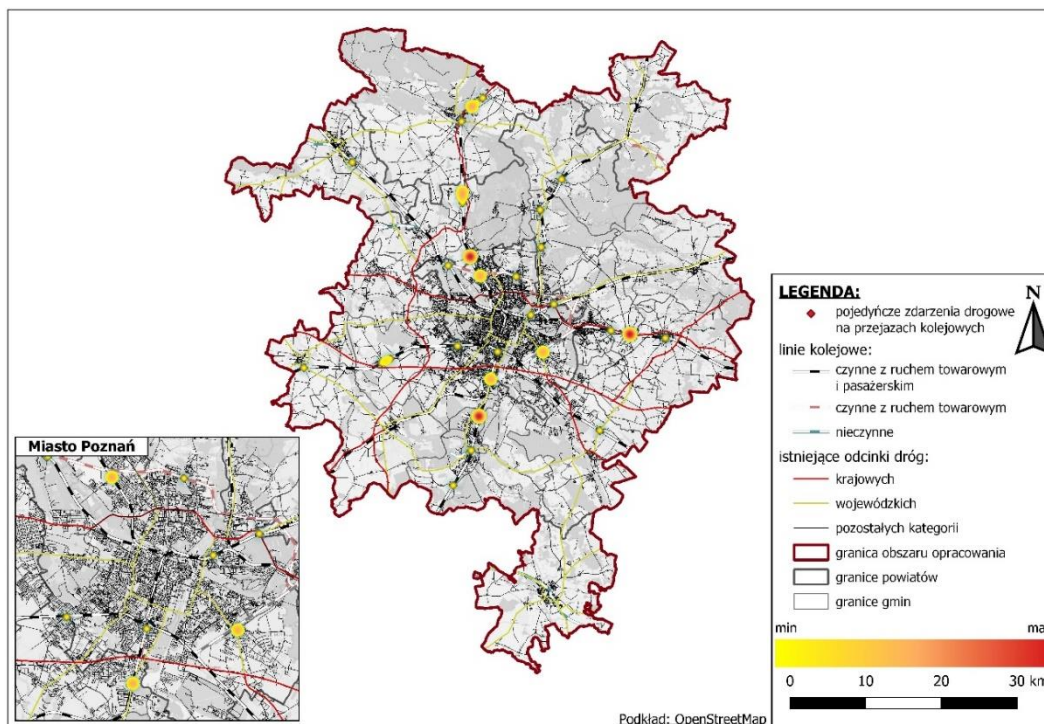 LEGENDA:
pojedyńcze zdarzenia drogowe
na przejazach kolejowych
linie kolejowe:
czynne z ruchem towarowym
i pasażerskim
czynne z ruchem towarowym
nieczynne
istniejące odcinki dróg:
krajowych
wojewódzkich
pozostałych kategorii
granica obszaru opracowania
granice powiatów
granice gmin
N
min
ma
0 10 20 30 km
Miasto Poznań
Podkład: OpenStreetMap